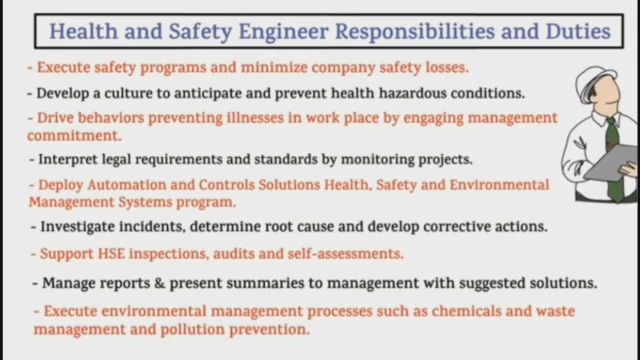 Health and Safety Engineer Responsibilities and Duties
- Execute safety programs and minimize company safety losses.
- Develop a culture to anticipate and prevent health hazardous conditions.
- Drive behaviors preventing illnesses in work place by engaging management
commitment.
- Interpret legal requirements and standards by monitoring projects.
- Deploy Automation and Controls Solutions Health, Safety and Environmental
Management Systems program.
- Investigate incidents, determine root cause and develop corrective actions.
- Support HSE inspections, audits and self-assessments.
- Manage reports & present summaries to management with suggested solutions.
- Execute environmental management processes such as chemicals and waste
management and pollution prevention.